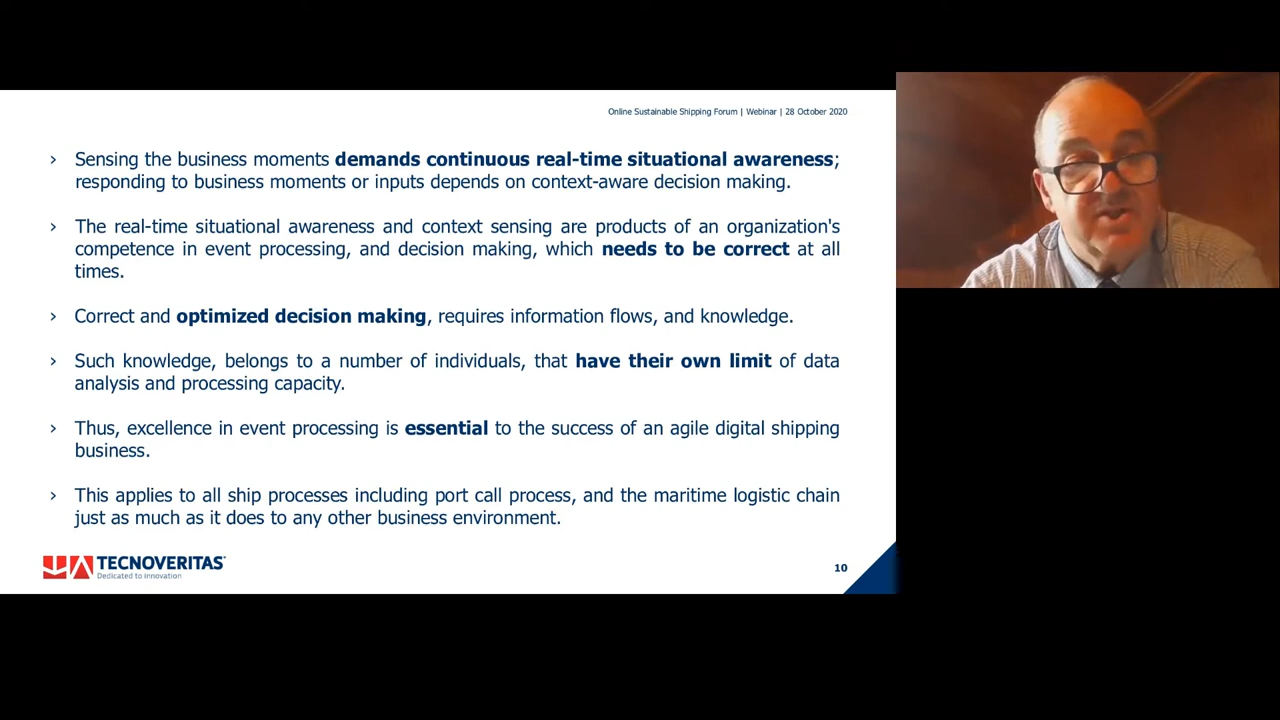 Online Sustainable Shipping Forum | Webinar | 28 October 2020
› Sensing the business moments demands continuous real-time situational awareness;
responding to business moments or inputs depends on context-aware decision making.
› The real-time situational awareness and context sensing are products of an organization's
competence in event processing, and decision making, which needs to be correct at all
times.
› Correct and optimized decision making, requires information flows, and knowledge.
› Such knowledge, belongs to a number of individuals, that have their own limit of data
analysis and processing capacity.
› Thus, excellence in event processing is essential to the success of an agile digital shipping
business.
› This applies to all ship processes including port call process, and the maritime logistic chain
just as much as it does to any other business environment.
TECNOVERITAS®
Dedicated to innovation
10